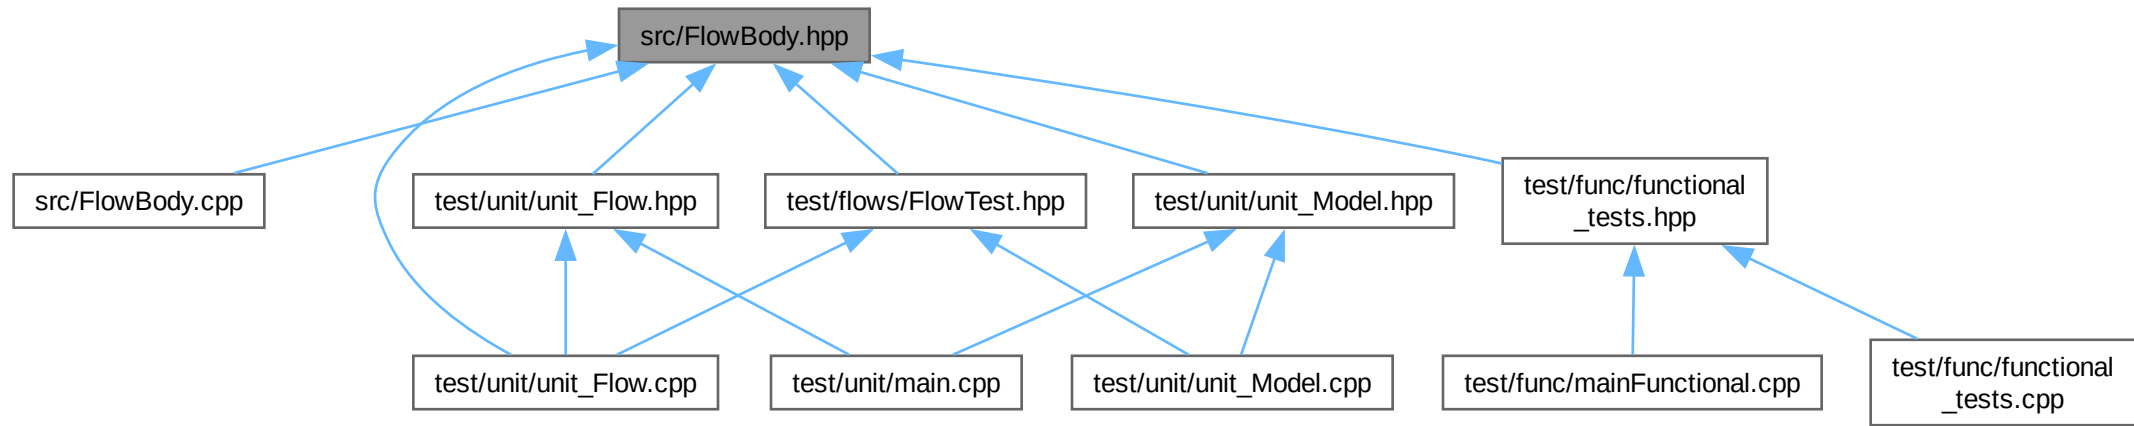 src/FlowBody.hpp
src/FlowBody.cpp
test/unit/unit_Flow.hpp
test/flows/FlowTest.hpp
test/unit/unit_Model.hpp
test/func/functional
_tests.hpp
test/unit/unit_Flow.cpp
test/unit/main.cpp
test/unit/unit_Model.cpp
test/func/mainFunctional.cpp
test/func/functional
_tests.cpp